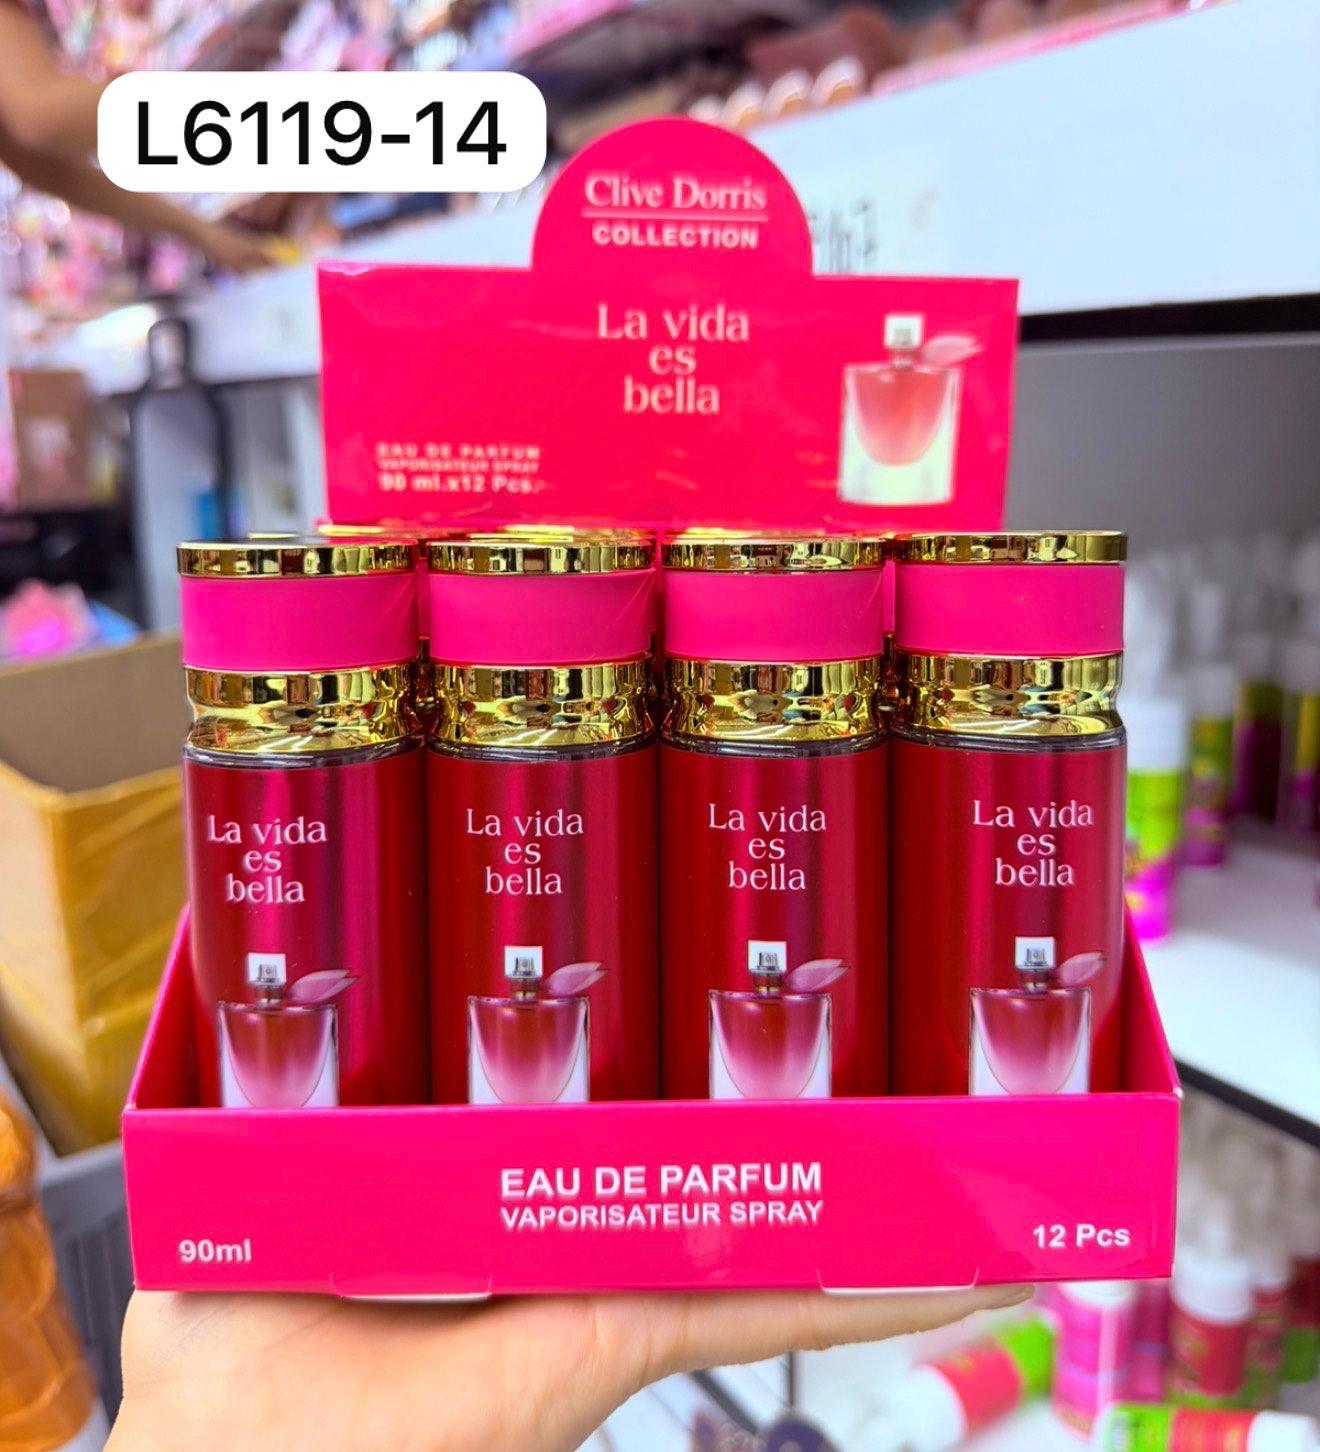 L6119-14
Clive Dorris
COLLECTION
La vida
es
bella
EAU DE PARFUM
VAPORISATEUR SPRAY
90 ml.x12 Pcs.
La vida
es
bella
La vida
es
bella
La vida
es
bella
La vida
es
bella
EAU DE PARFUM
VAPORISATEUR SPRAY
90ml
12 Pcs